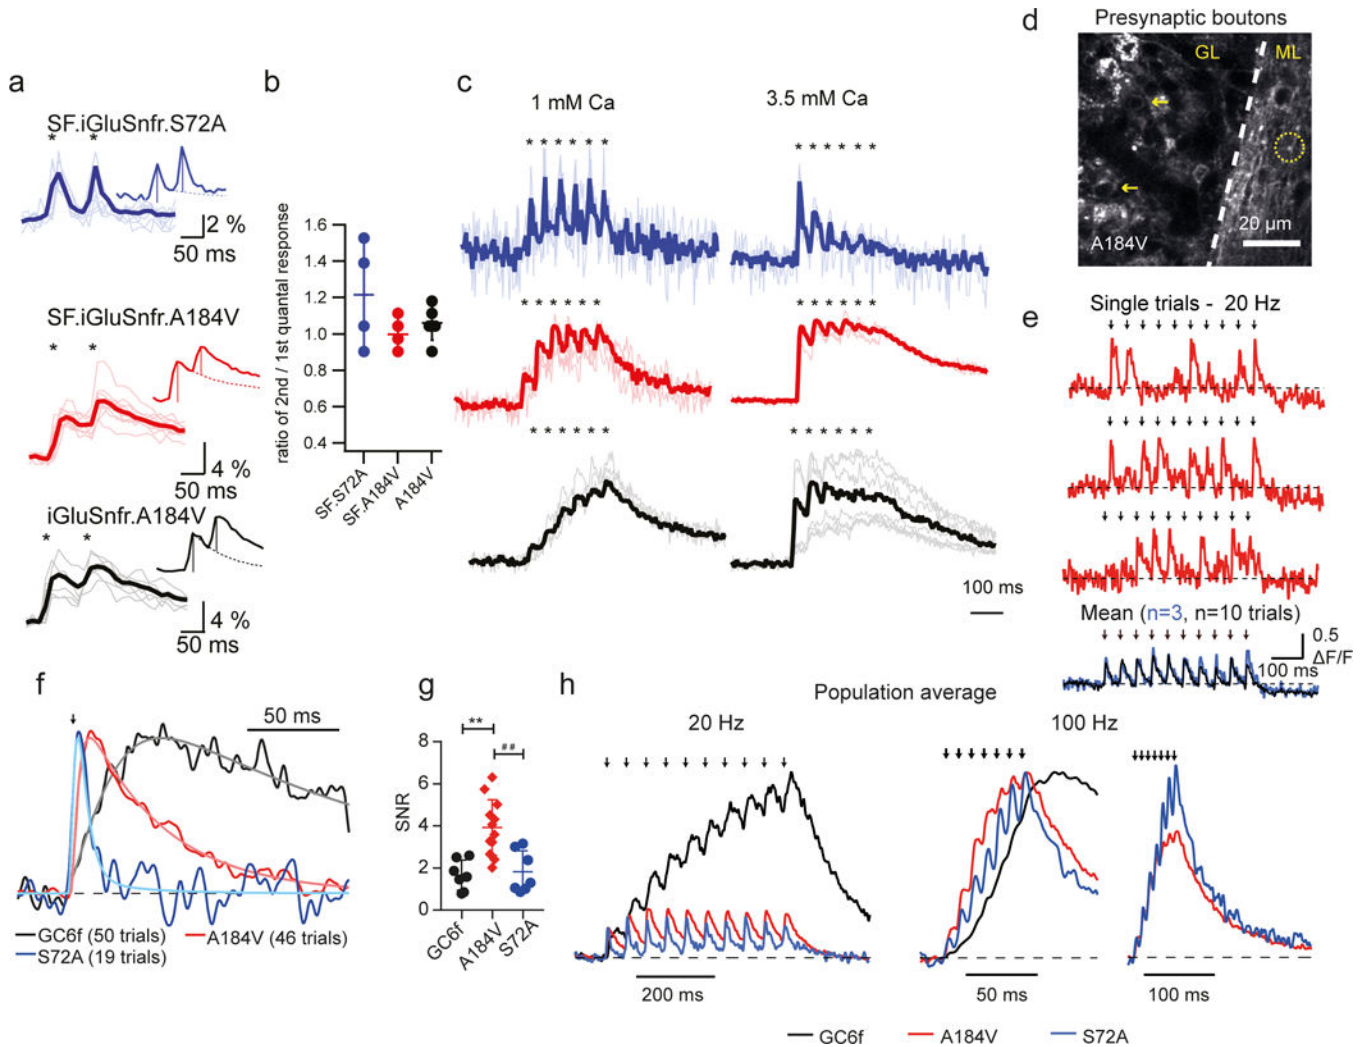 a
SF.iGluSnfr.S72A
* *
2 %
50 ms
SF.iGluSnfr.A184V
* *
4 %
50 ms
iGluSnfr.A184V
* *
4 %
50 ms
b
ratio of 2nd / 1st quantal response
1.6
1.4
1.2
1.0
0.8
0.6
0.4
SF.S72A
SF.A184V
A184V
c
1 mM Ca
3.5 mM Ca
* * * * * *
* * * * * *
* * * * * *
* * * * * *
* * * * * *
* * * * * *
100 ms
d
Presynaptic boutons
GL
ML
A184V
20 µm
e
Single trials - 20 Hz
Mean (n=3, n=10 trials)
0.5
ΔF/F
100 ms
f
50 ms
GC6f (50 trials)
A184V (46 trials)
S72A (19 trials)
g
**
##
SNR
8
6
4
2
0
GC6f
A184V
S72A
h
Population average
20 Hz
100 Hz
200 ms
50 ms
100 ms
GC6f
A184V
S72A